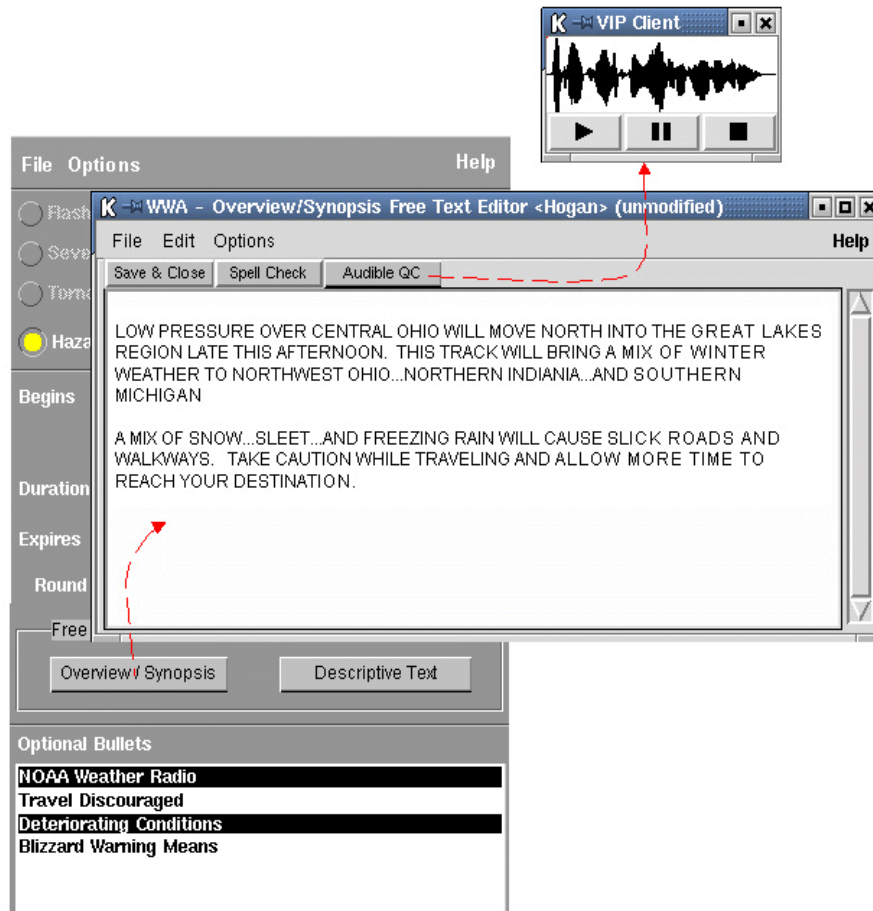 VIP Client
File Options Help
WWA - Overview/Synopsis Free Text Editor <Hogan> (unmodified)
File Edit Options Help
Save & Close Spell Check Audible QC
LOW PRESSURE OVER CENTRAL OHIO WILL MOVE NORTH INTO THE GREAT LAKES
REGION LATE THIS AFTERNOON. THIS TRACK WILL BRING A MIX OF WINTER
WEATHER TO NORTHWEST OHIO...NORTHERN INDIANIA...AND SOUTHERN
MICHIGAN
A MIX OF SNOW...SLEET...AND FREEZING RAIN WILL CAUSE SLICK ROADS AND
WALKWAYS. TAKE CAUTION WHILE TRAVELING AND ALLOW MORE TIME TO
REACH YOUR DESTINATION.
Flash
Seve
Torna
Haza
Begins
Duration
Expires
Round
Free
Overview / Synopsis Descriptive Text
Optional Bullets
NOAA Weather Radio
Travel Discouraged
Deteriorating Conditions
Blizzard Warning Means